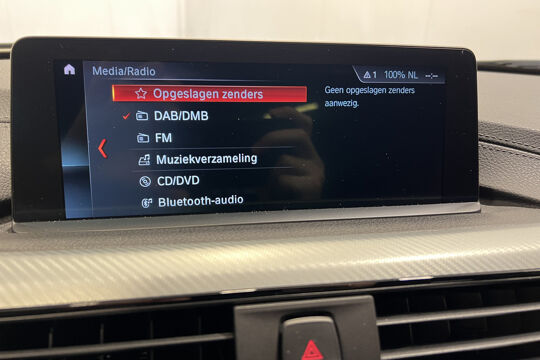 Media/Radio
1 100% NL --:--
Opgeslagen zenders
DAB/DMB
FM
Muziekverzameling
CD/DVD
Bluetooth-audio
Geen opgeslagen zenders
aanwezig.